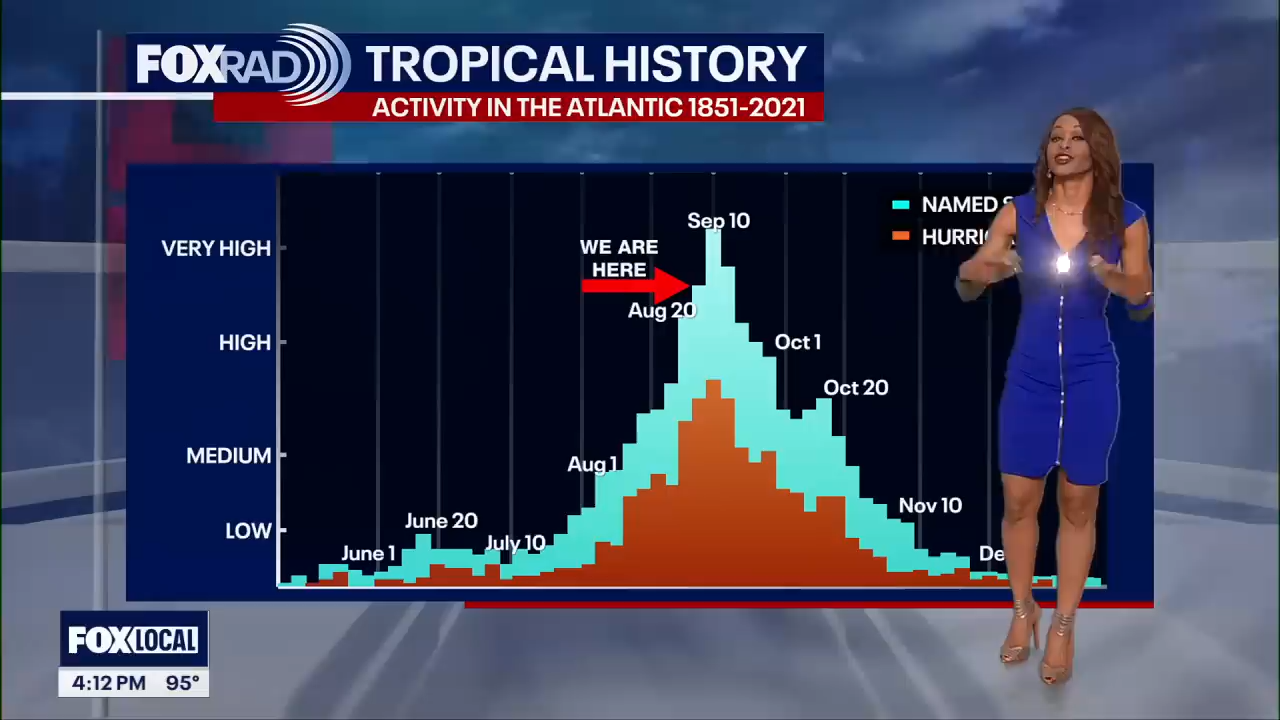 FOXRAD
TROPICAL HISTORY
ACTIVITY IN THE ATLANTIC 1851-2021
NAMED
VERY HIGH
HIGH
MEDIUM
LOW
WE ARE
HERE
Sep 10
Aug 20
Oct 1
Oct 20
Aug 1
June 20
July 10
June 1
Nov 10
FOX LOCAL
4:12 PM 95°